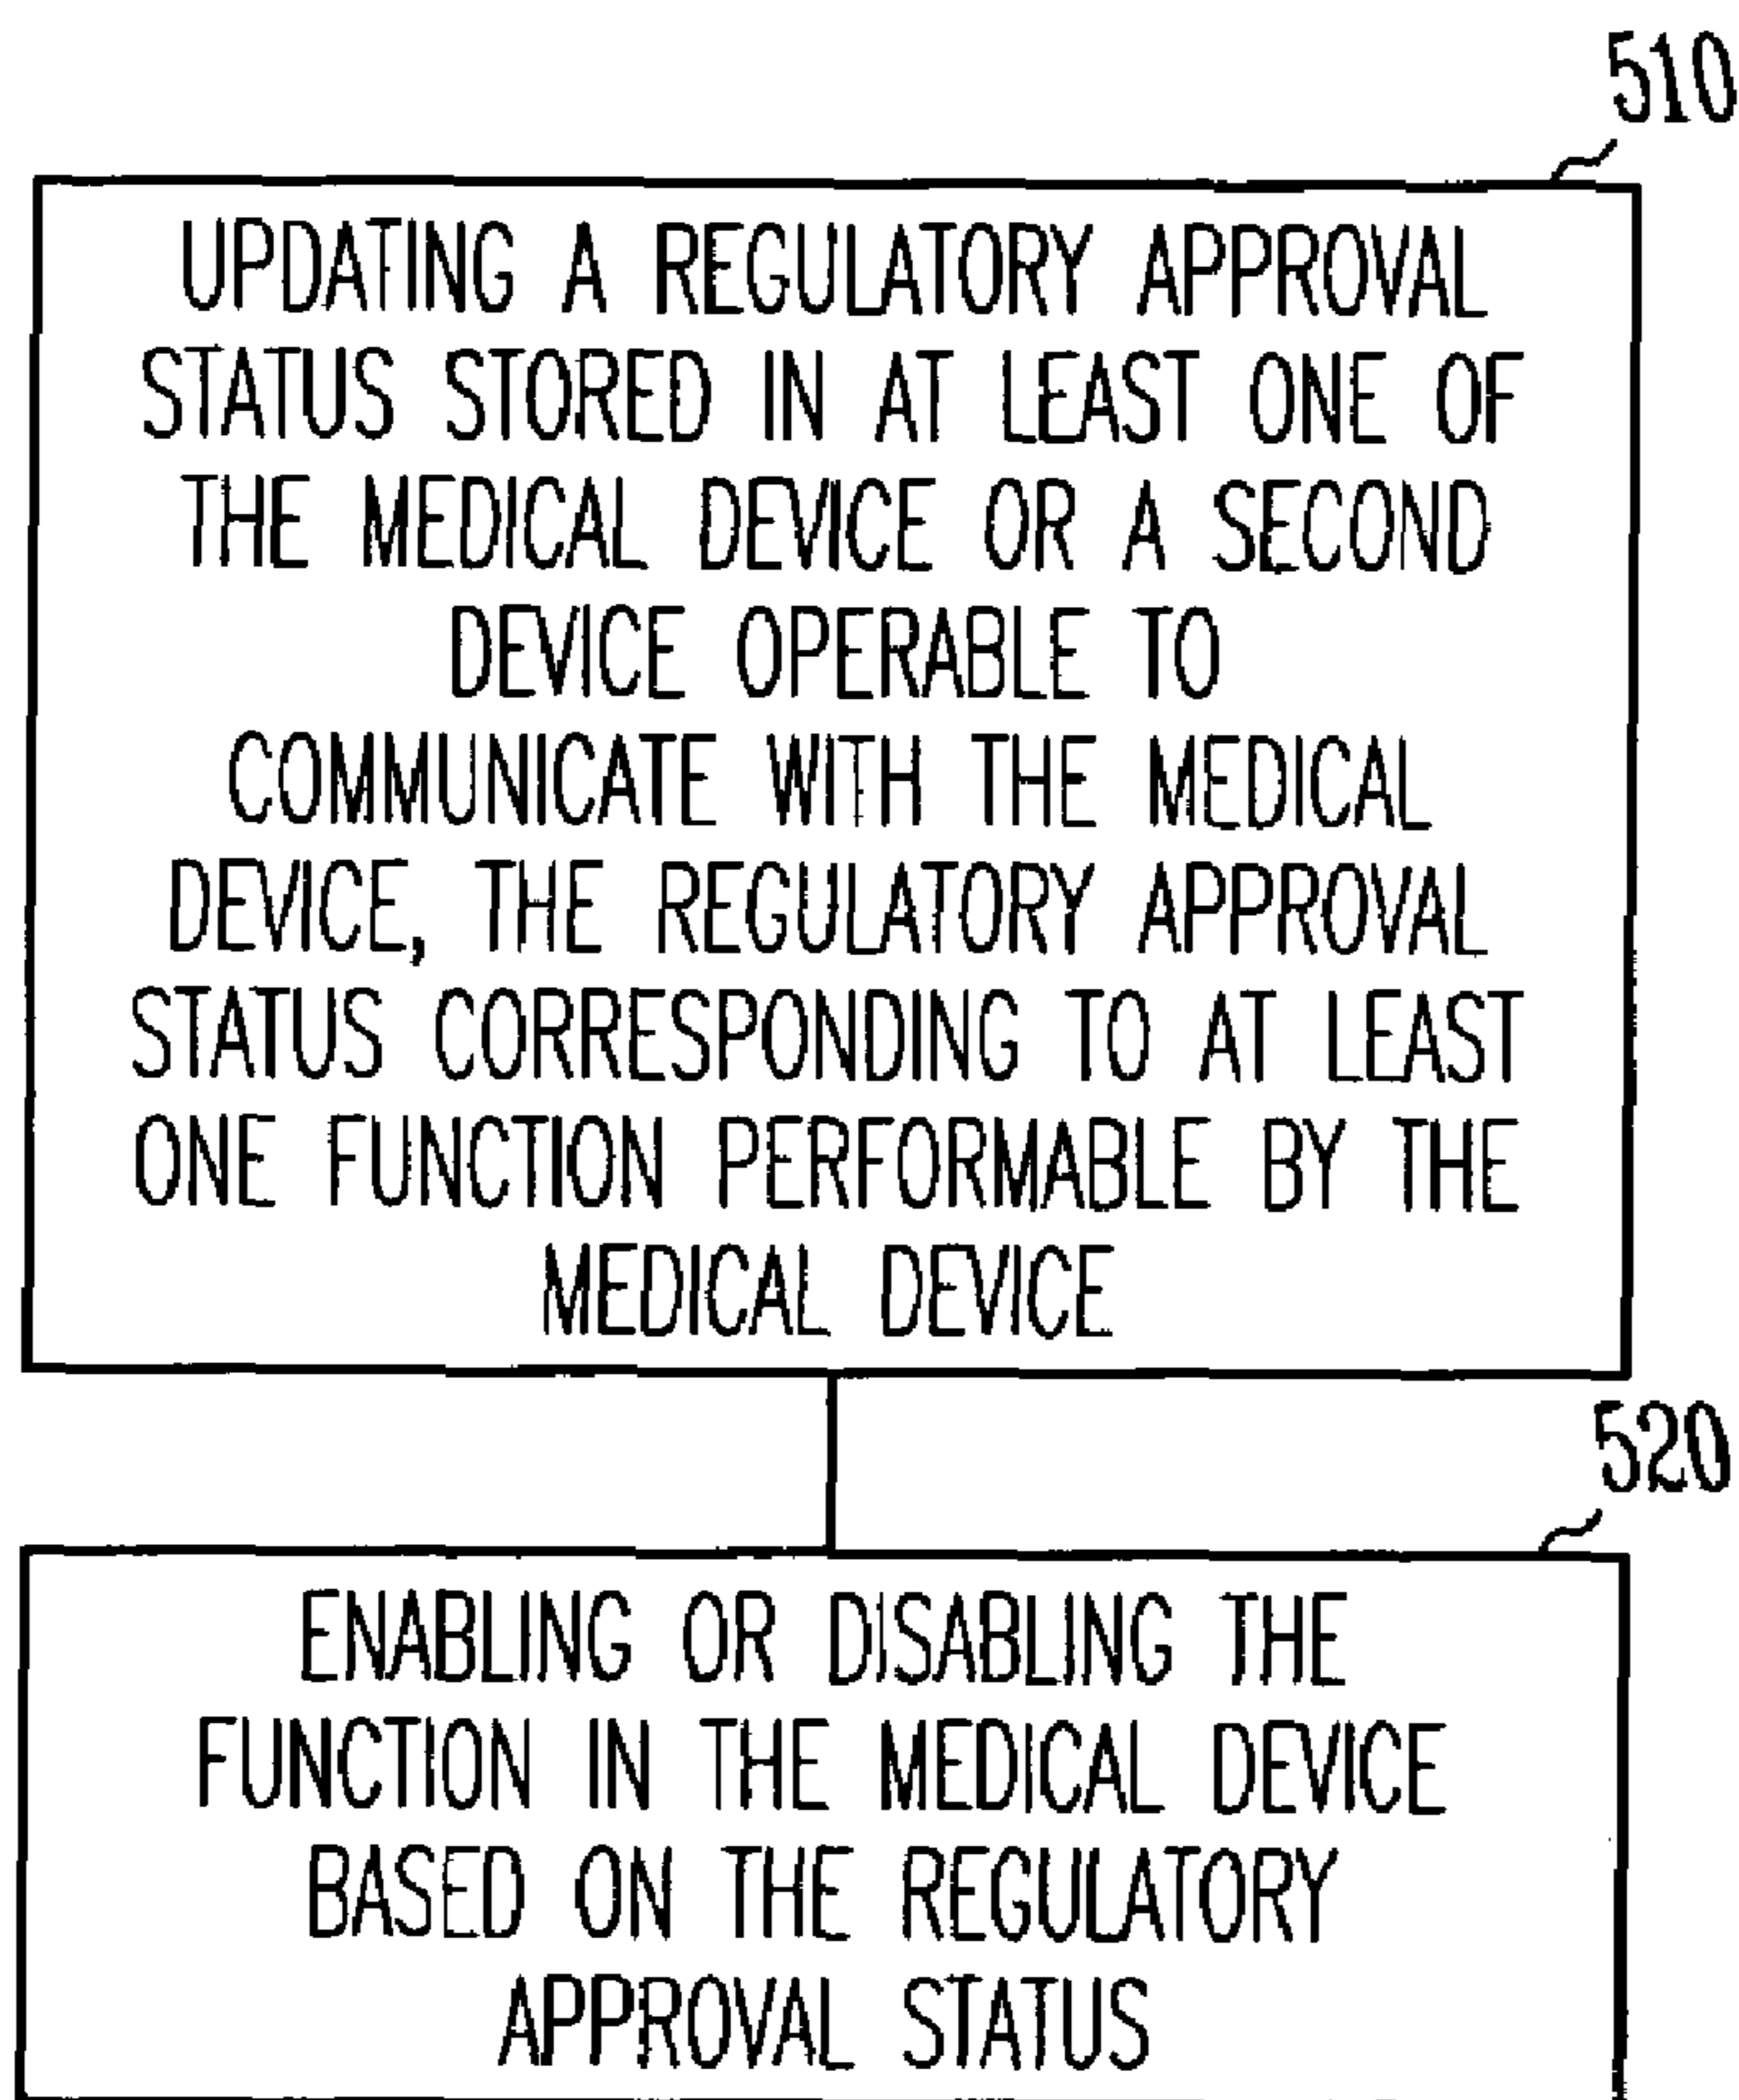 510
UPDATING A REGULATORY APPROVAL
STATUS STORED IN AT LEAST ONE OF
THE MEDICAL DEVICE OR A SECOND
DEVICE OPERABLE TO
COMMUNICATE WITH THE MEDICAL
DEVICE, THE REGULATORY APPROVAL
STATUS CORRESPONDING TO AT LEAST
ONE FUNCTION PERFORMABLE BY THE
MEDICAL DEVICE
520
ENABLING OR DISABLING THE
FUNCTION IN THE MEDICAL DEVICE
BASED ON THE REGULATORY
APPROVAL STATUS